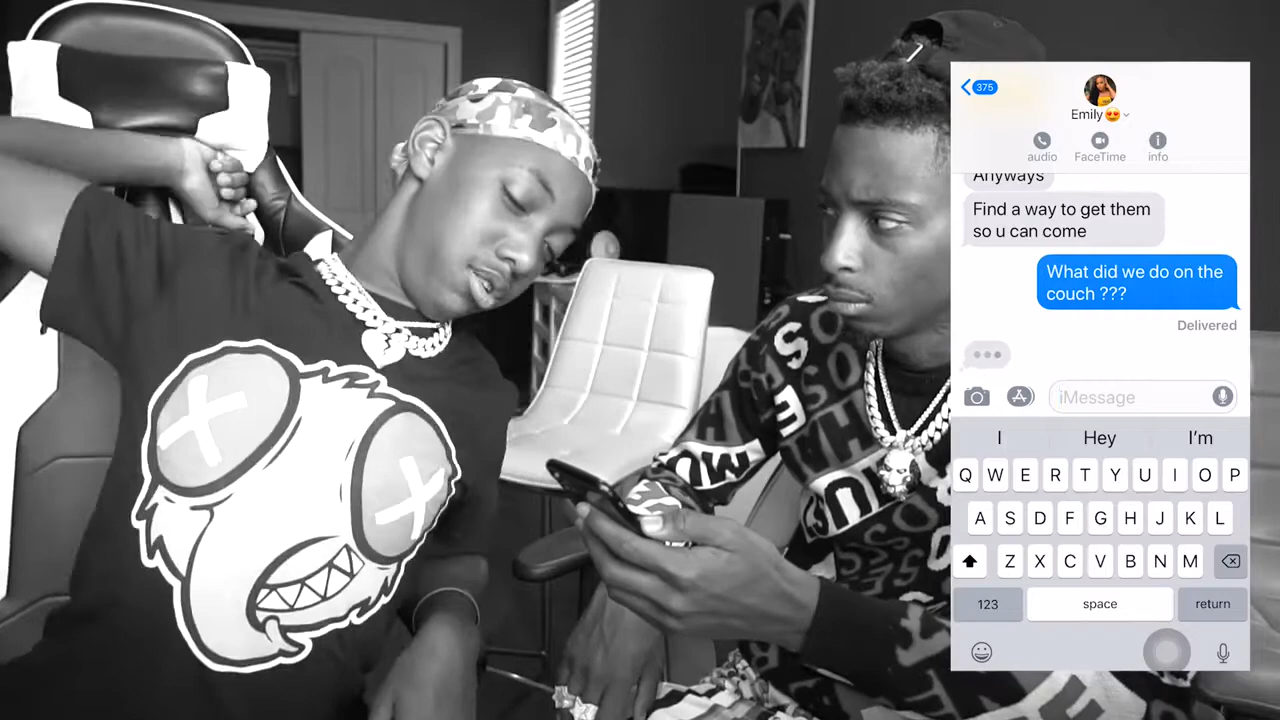 375
Emily😍
audio FaceTime info
Anyways
Find a way to get them
so u can come
What did we do on the
couch ???
Delivered
iMessage
I Hey I'm
Q W E R T Y U I O P
A S D F G H J K L
Z X C V B N M
123 space return